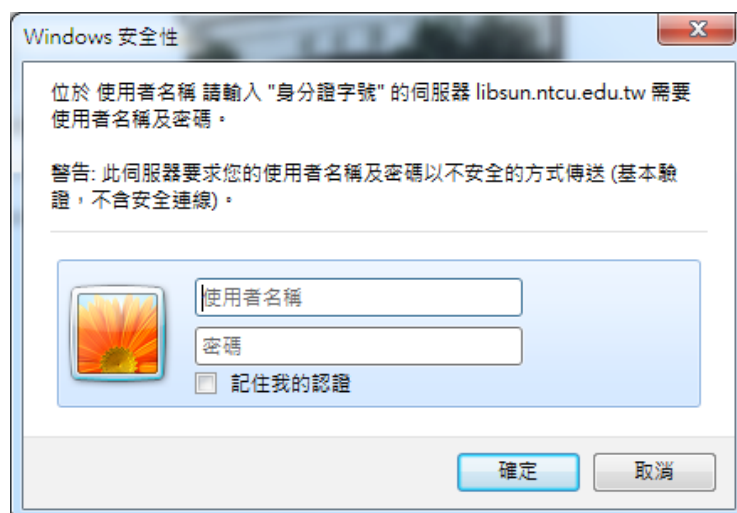 Windows 安全性
位於 使用者名稱 請輸入 "身分證字號" 的伺服器 libsun.ntcu.edu.tw 需要
使用者名稱及密碼。
警告: 此伺服器要求您的使用者名稱及密碼以不安全的方式傳送 (基本驗
證，不含安全連線)。
使用者名稱
密碼
記住我的認證
確定
取消